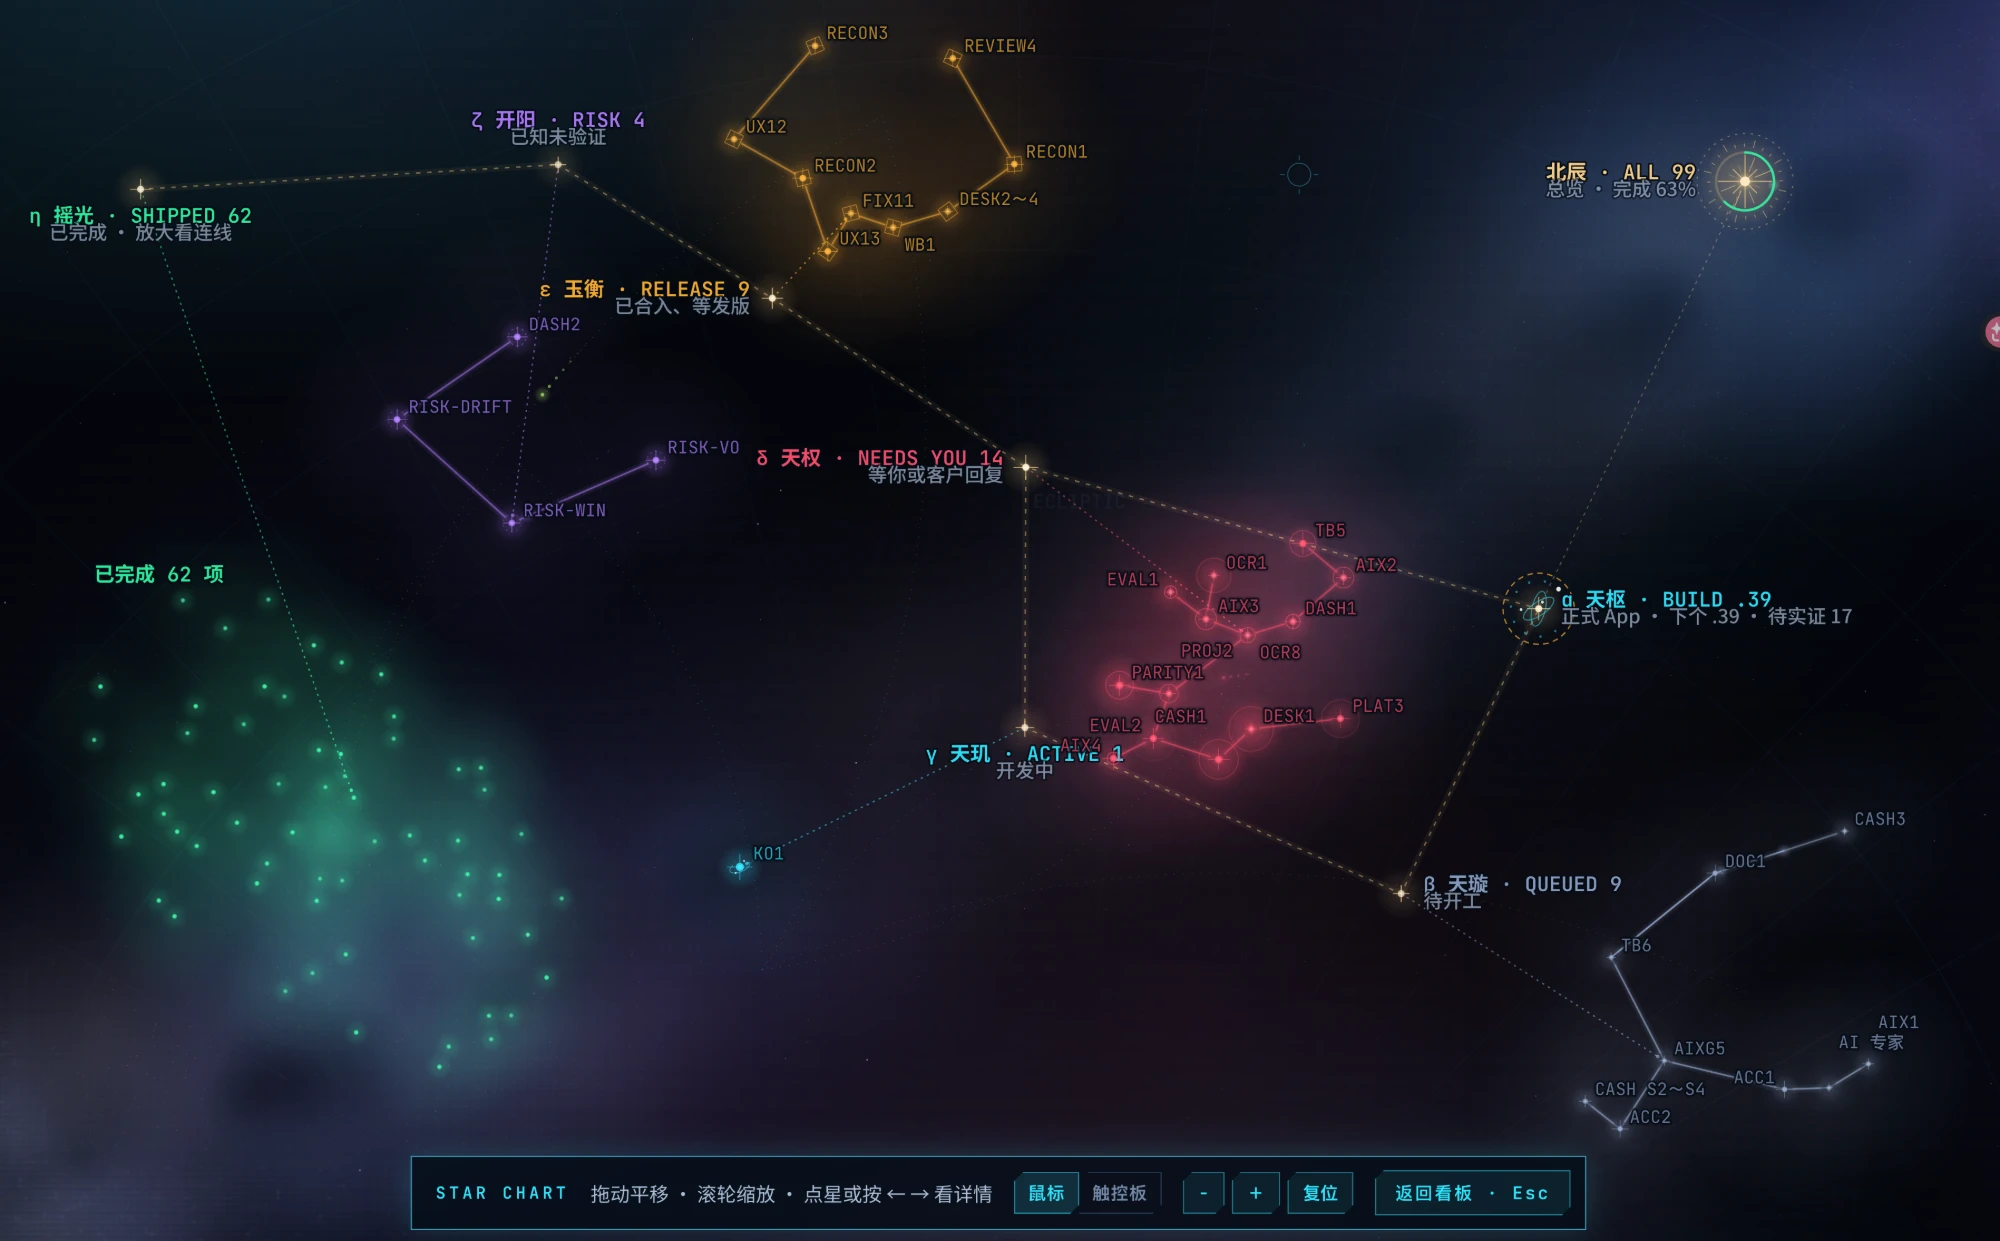 RECON3
REVIEW4
ζ 开阳 · RISK 4
已知未验证
UX12
RECON2
RECON1
北辰 · ALL 99
总览 · 完成 63%
FIX11
DESK2～4
η 摇光 · SHIPPED 62
已完成 · 放大看连线
UX13
WB1
ε 玉衡 · RELEASE 9
已合入、等发版
DASH2
RISK-DRIFT
RISK-VO
δ 天权 · NEEDS YOU 14
等你或客户回复
ECLIPTIC
RISK-WIN
TB5
OCR1
AIX2
EVAL1
已完成 62 项
AIX3
DASH1
α 天枢 · BUILD .39
正式 App · 下个 .39 · 待实证 17
PROJ2
OCR8
PARITY1
PLAT3
EVAL2
CASH1
DESK1
AIX4
γ 天玑 · ACTIVE 1
开发中
CASH3
KO1
DOC1
β 天璇 · QUEUED 9
待开工
TB6
AIX1
AI 专家
AIXG5
ACC1
CASH S2～S4
ACC2
STAR CHART
拖动平移 · 滚轮缩放 · 点星或按 ← → 看详情
鼠标
触控板
-
+
复位
返回看板 · Esc